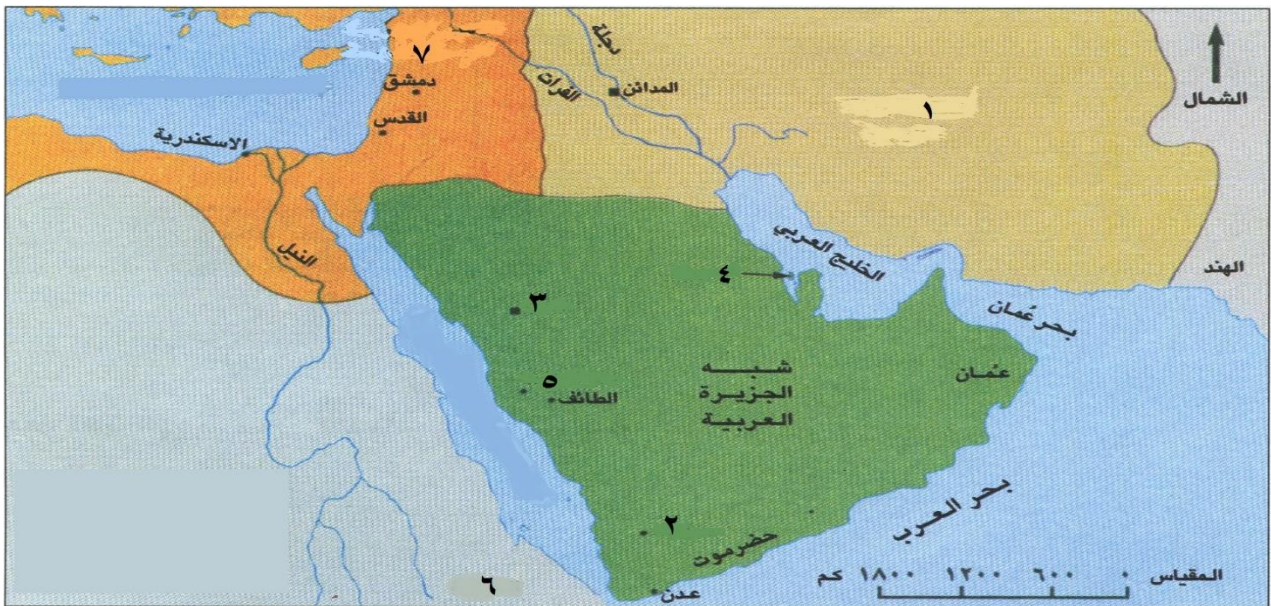 الشمال
دجلة
الفرات
المدائن
١
٧
دمشق
القدس
الاسكندرية
النيل
الهند
الخليج العربي
٤
بحر عُمان
عُمان
٣
٥
الطائف
شبه
الجزيرة
العربية
بحر العرب
٢
حضرموت
عدن
٦
المقياس ٠ ٦٠٠ ١٢٠٠ ١٨٠٠ كم